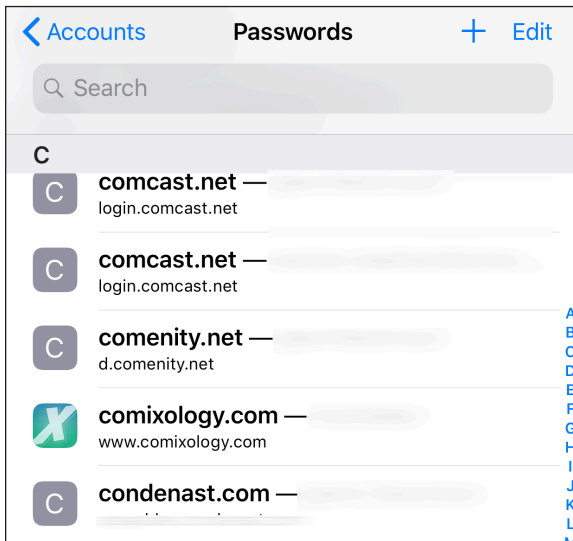 Accounts Passwords + Edit
Search
C
C comcast.net —
login.comcast.net
C comcast.net —
login.comcast.net
C comenity.net —
d.comenity.net
comixology.com —
www.comixology.com
C condenast.com —
A
B
C
D
E
F
G
H
I
J
K
L